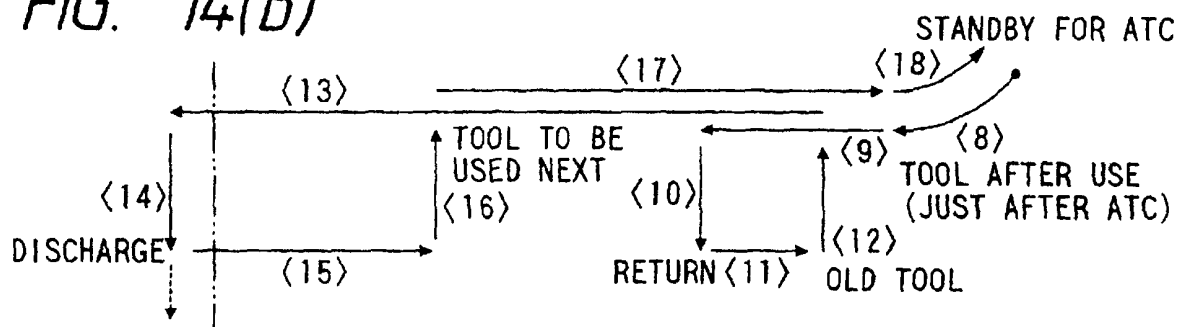 FIG. 14(b)
STANDBY FOR ATC
⟨17⟩
⟨18⟩
⟨13⟩
TOOL TO BE
USED NEXT
⟨8⟩
⟨9⟩
TOOL AFTER USE
(JUST AFTER ATC)
⟨14⟩
⟨16⟩
⟨10⟩
DISCHARGE
⟨15⟩
RETURN ⟨11⟩
⟨12⟩
OLD TOOL